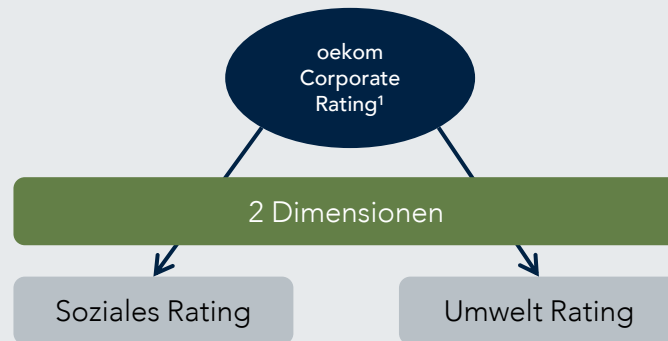 oekom
Corporate
Rating¹
2 Dimensionen
Soziales Rating
Umwelt Rating